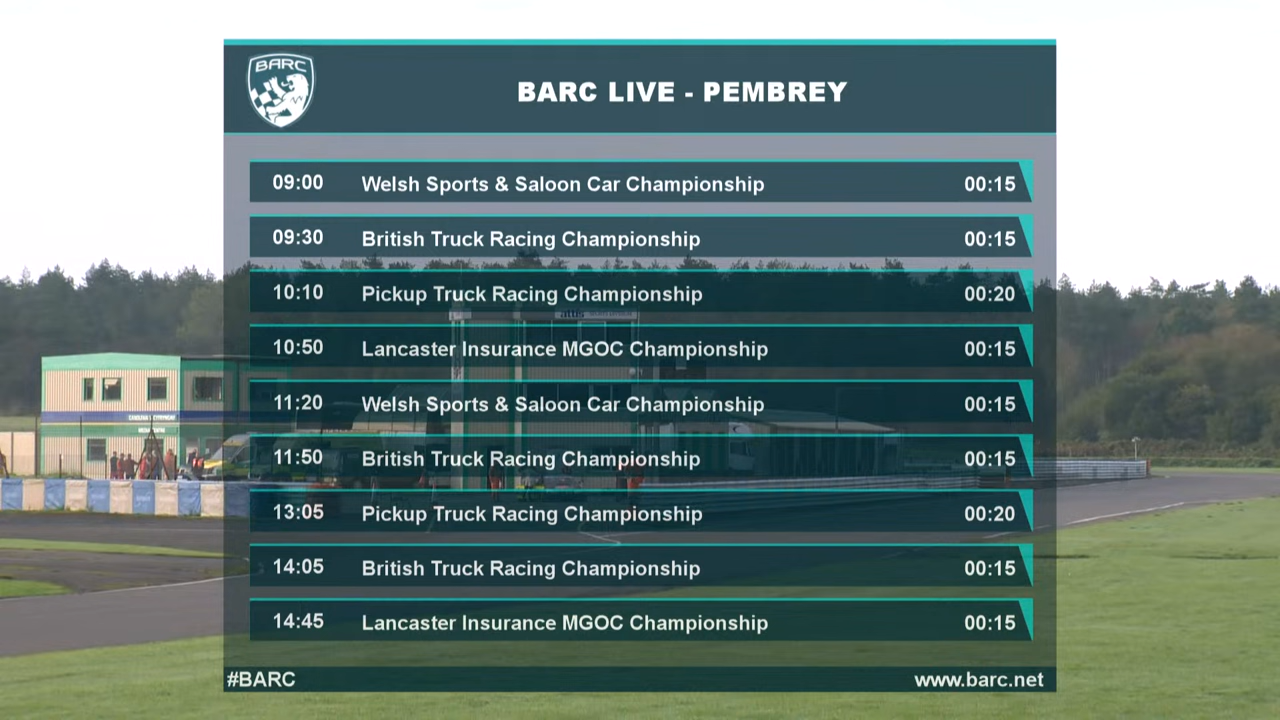 BARC
BARC LIVE - PEMBREY
09:00 Welsh Sports & Saloon Car Championship 00:15
09:30 British Truck Racing Championship 00:15
10:10 Pickup Truck Racing Championship 00:20
10:50 Lancaster Insurance MGOC Championship 00:15
11:20 Welsh Sports & Saloon Car Championship 00:15
11:50 British Truck Racing Championship 00:15
13:05 Pickup Truck Racing Championship 00:20
14:05 British Truck Racing Championship 00:15
14:45 Lancaster Insurance MGOC Championship 00:15
#BARC www.barc.net